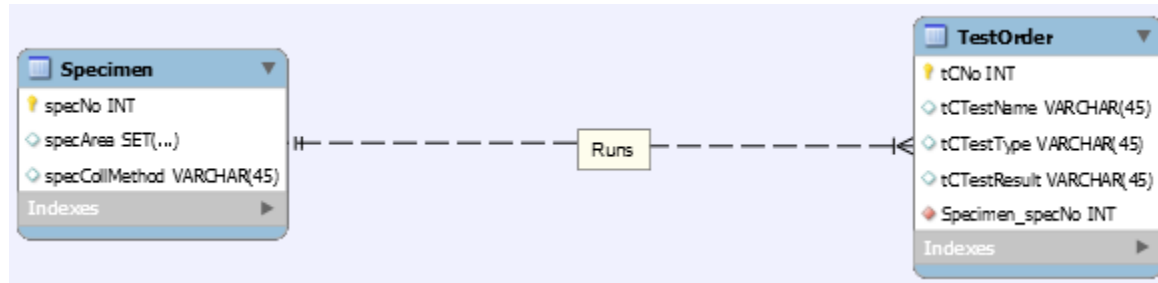 Specimen
specNo INT
specArea SET(...)
specCollMethod VARCHAR(45)
Indexes
Runs
TestOrder
tCNo INT
tCTestName VARCHAR(45)
tCTestType VARCHAR(45)
tCTestResult VARCHAR(45)
Specimen_specNo INT
Indexes